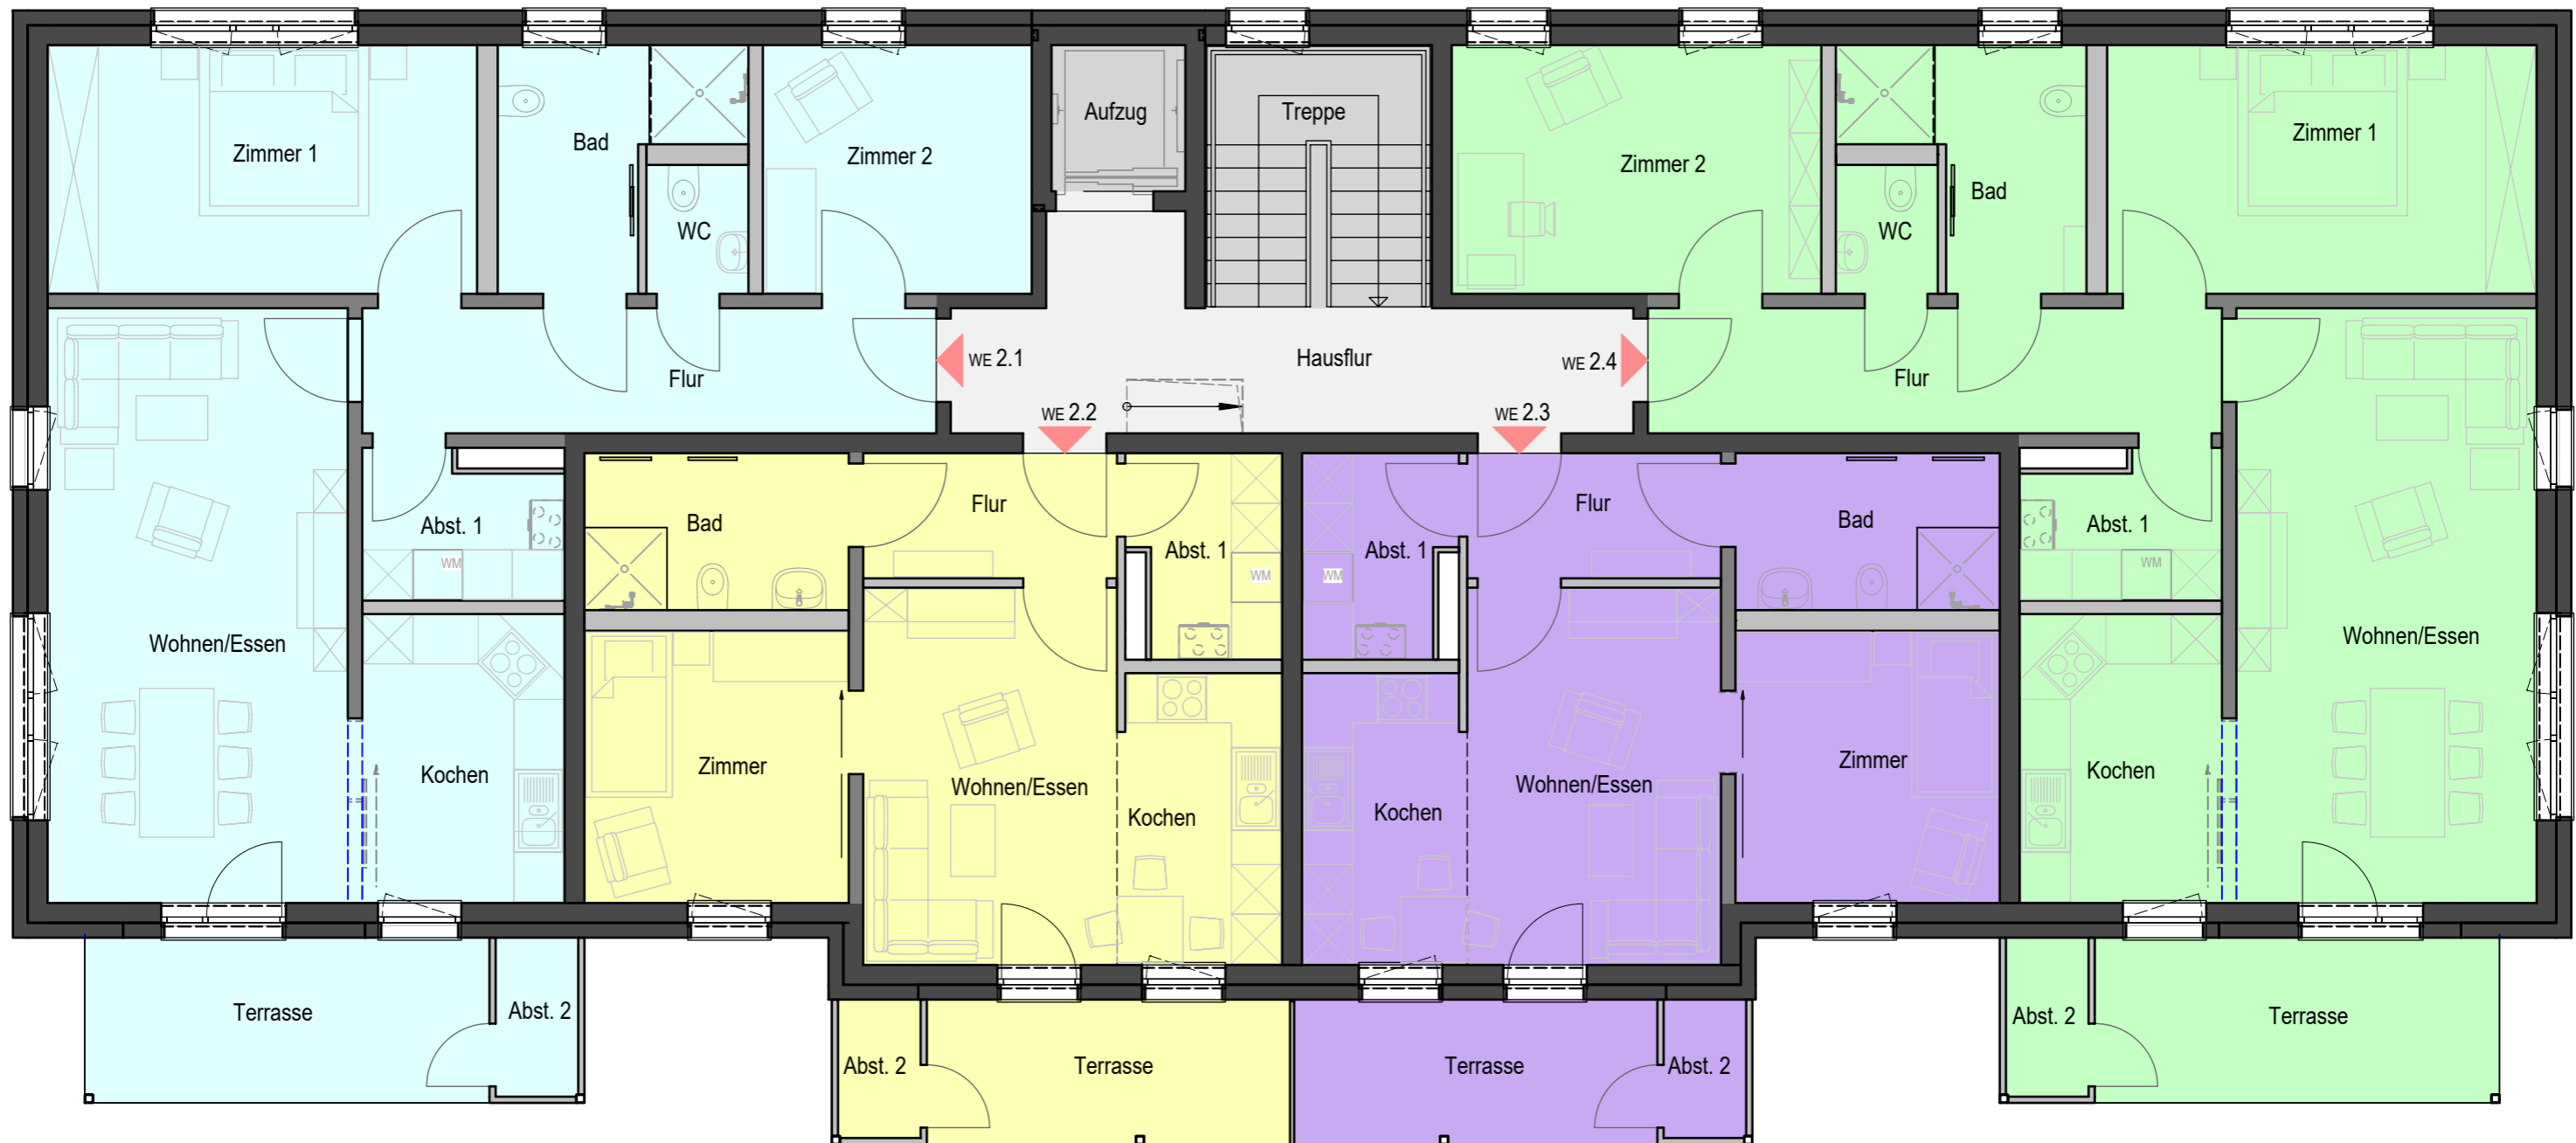 Aufzug
Treppe
Zimmer 1
Bad
Zimmer 2
WC
Zimmer 2
WC
Bad
Zimmer 1
Flur
WE 2.1
Hausflur
WE 2.4
Flur
WE 2.2
WE 2.3
Abst. 1
WM
Bad
Flur
Abst. 1
WM
Abst. 1
WM
Flur
Bad
Abst. 1
WM
Wohnen/Essen
Kochen
Zimmer
Wohnen/Essen
Kochen
Kochen
Wohnen/Essen
Zimmer
Kochen
Wohnen/Essen
Terrasse
Abst. 2
Abst. 2
Terrasse
Terrasse
Abst. 2
Abst. 2
Terrasse